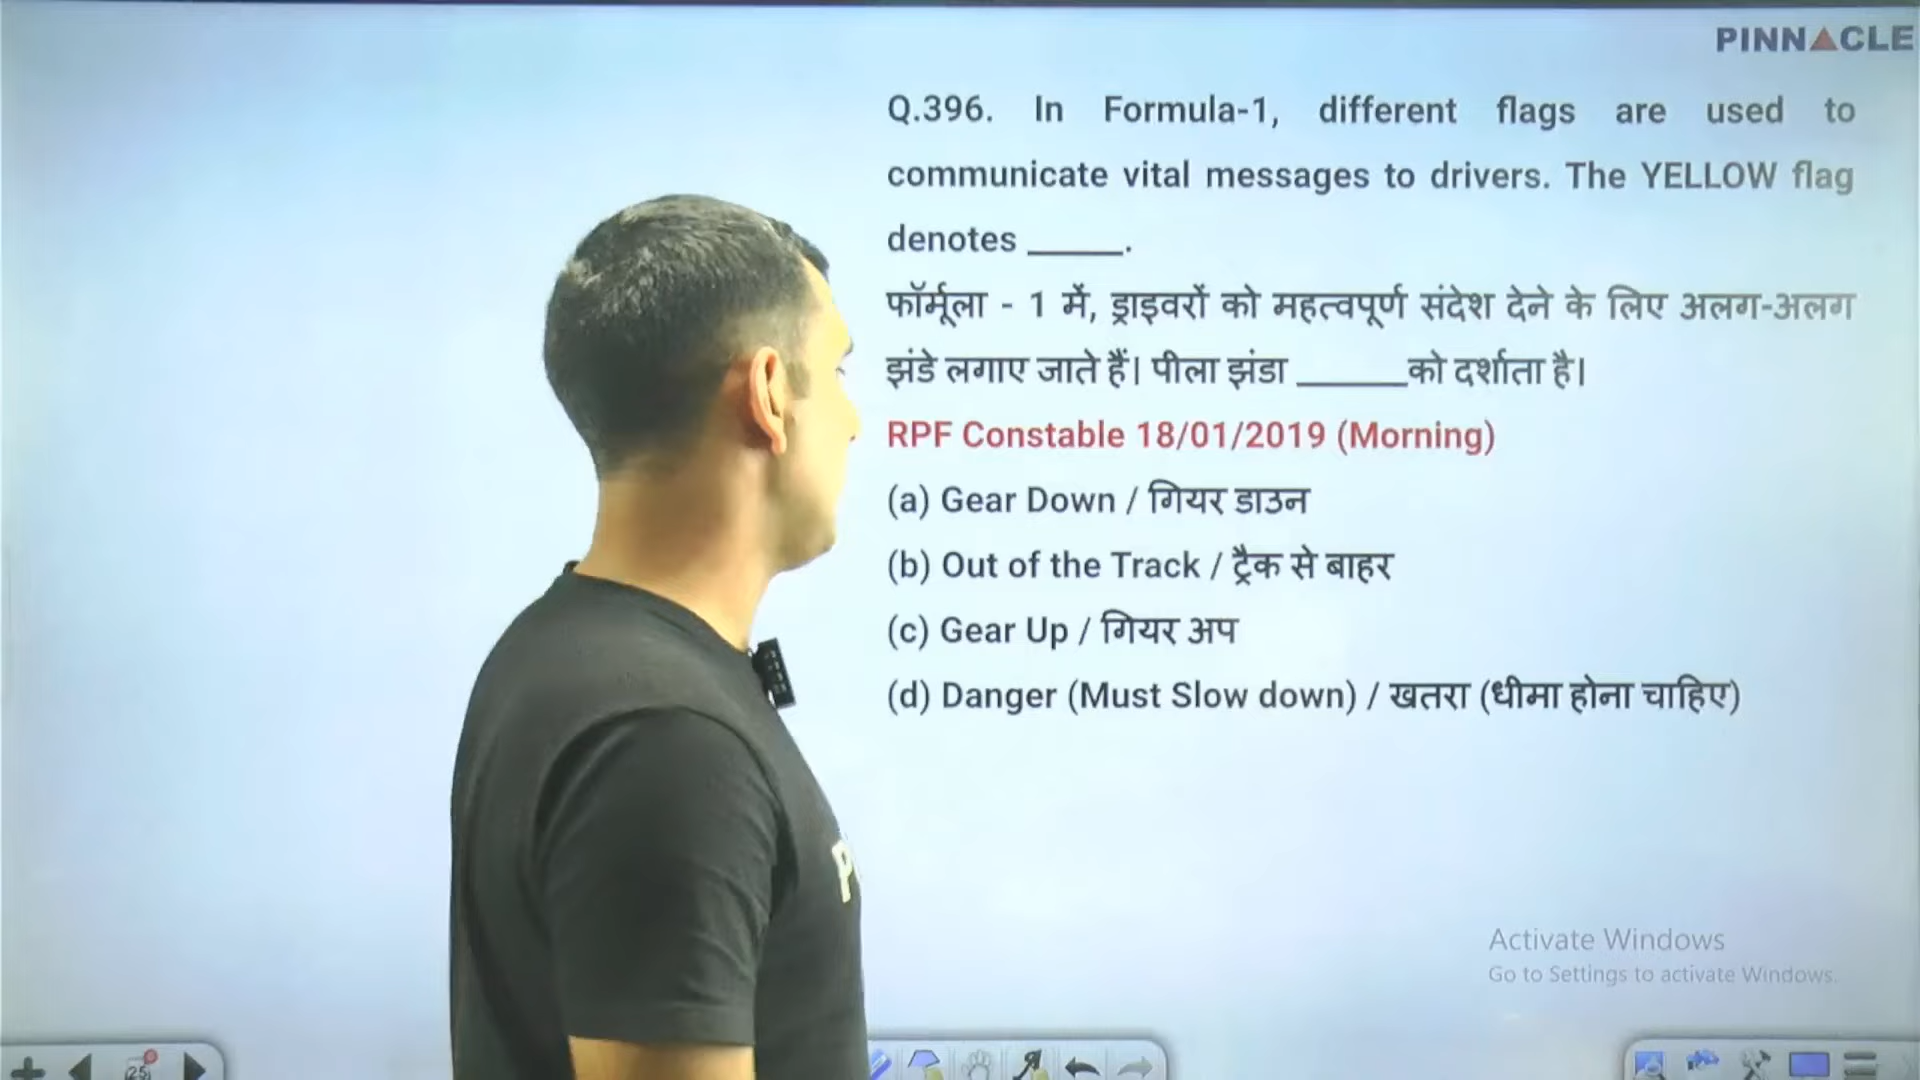 PINNACLE
Q.396. In Formula-1, different flags are used to
communicate vital messages to drivers. The YELLOW flag
denotes _____.
फॉर्मूला - 1 में, ड्राइवरों को महत्वपूर्ण संदेश देने के लिए अलग-अलग
झंडे लगाए जाते हैं। पीला झंडा ______को दर्शाता है।
RPF Constable 18/01/2019 (Morning)
(a) Gear Down / गियर डाउन
(b) Out of the Track / ट्रैक से बाहर
(c) Gear Up / गियर अप
(d) Danger (Must Slow down) / खतरा (धीमा होना चाहिए)
P
Activate Windows
Go to Settings to activate Windows.
25